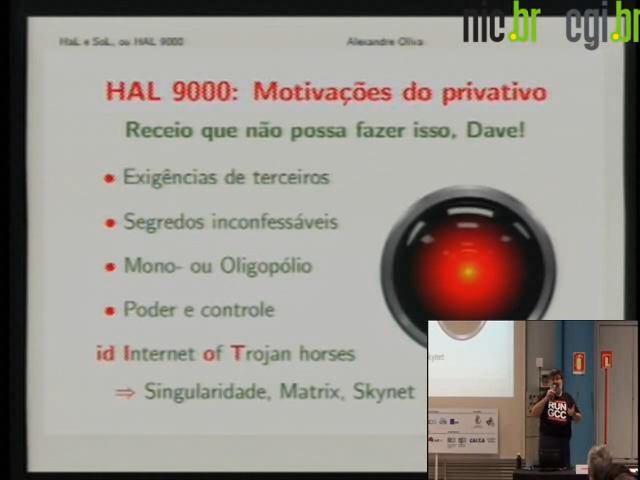 nic.br cgi.br
HaL e SoL, ou HAL 9000 Alexandre Oliva
HAL 9000: Motivações do privativo
Receio que não possa fazer isso, Dave!
Exigências de terceiros
Segredos inconfessáveis
Mono- ou Oligopólio
Poder e controle
id Internet of Trojan horses
⇒ Singularidade, Matrix, Skynet
kynet
RUN
GCC
CALCA